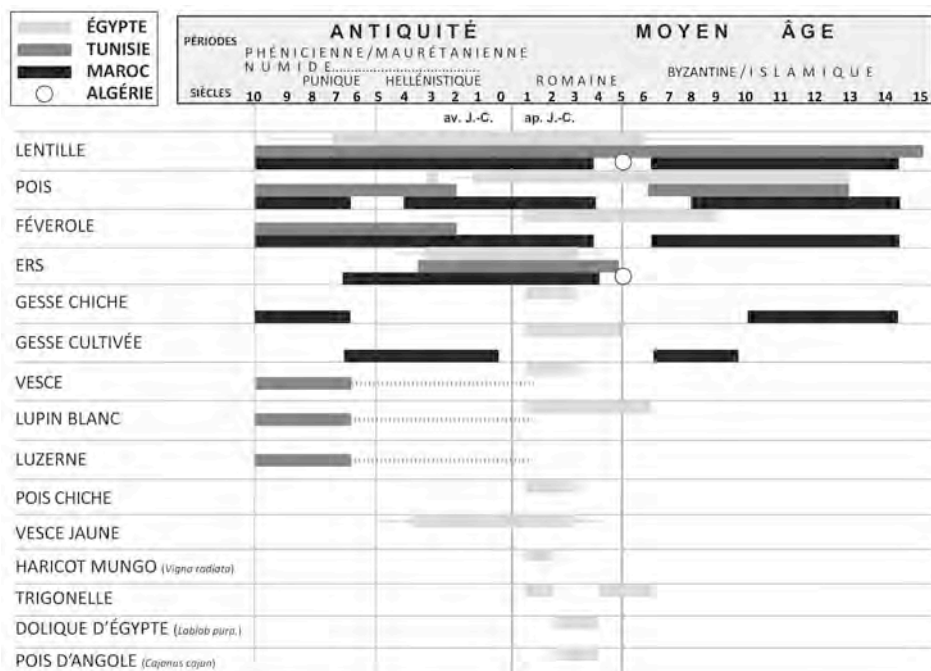 ÉGYPTE
TUNISIE
MAROC
ALGÉRIE
PÉRIODES
ANTIQUITÉ
MOYEN ÂGE
PHÉNICIENNE/MAURÉTANIENNE
NUMIDE
PUNIQUE HELLÉNISTIQUE ROMAINE BYZANTINE/ISLAMIQUE
SIÈCLES 10 9 8 7 6 5 4 3 2 1 0 1 2 3 4 5 6 7 8 9 10 11 12 13 14 15
av. J.-C. ap. J.-C.
LENTILLE
POIS
FÉVEROLE
ERS
GESSE CHICHE
GESSE CULTIVÉE
VESCE
LUPIN BLANC
LUZERNE
POIS CHICHE
VESCE JAUNE
HARICOT MUNGO (Vigna radiata)
TRIGONELLE
DOLIQUE D'ÉGYPTE (Lablab purp.)
POIS D'ANGOLE (Cajanus cajan)